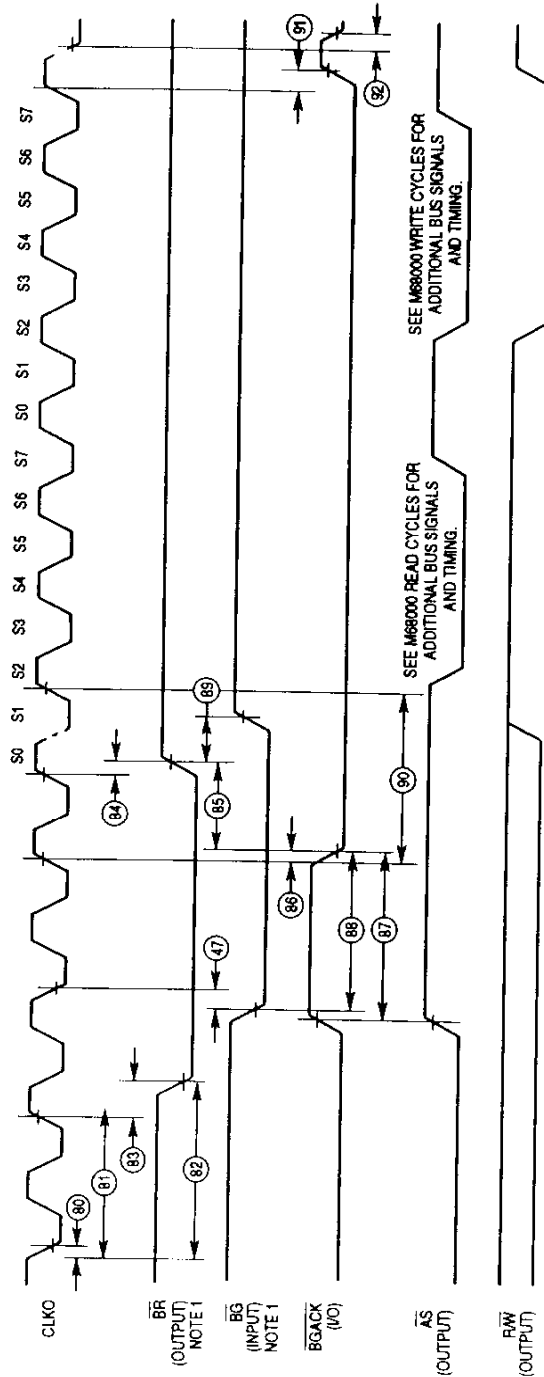 S0 S1 S2 S3 S4 S5 S6 S7 S0 S1 S2 S3 S4 S5 S6 S7
CLKO
80
81
83
82
84
BR
(OUTPUT)
NOTE 1
47
85
89
BG
(INPUT)
NOTE 1
86
88
87
91
92
BGACK
(I/O)
90
SEE M68000 READ CYCLES FOR
ADDITIONAL BUS SIGNALS
AND TIMING.
SEE M68000 WRITE CYCLES FOR
ADDITIONAL BUS SIGNALS
AND TIMING.
AS
(OUTPUT)
R/W
(OUTPUT)